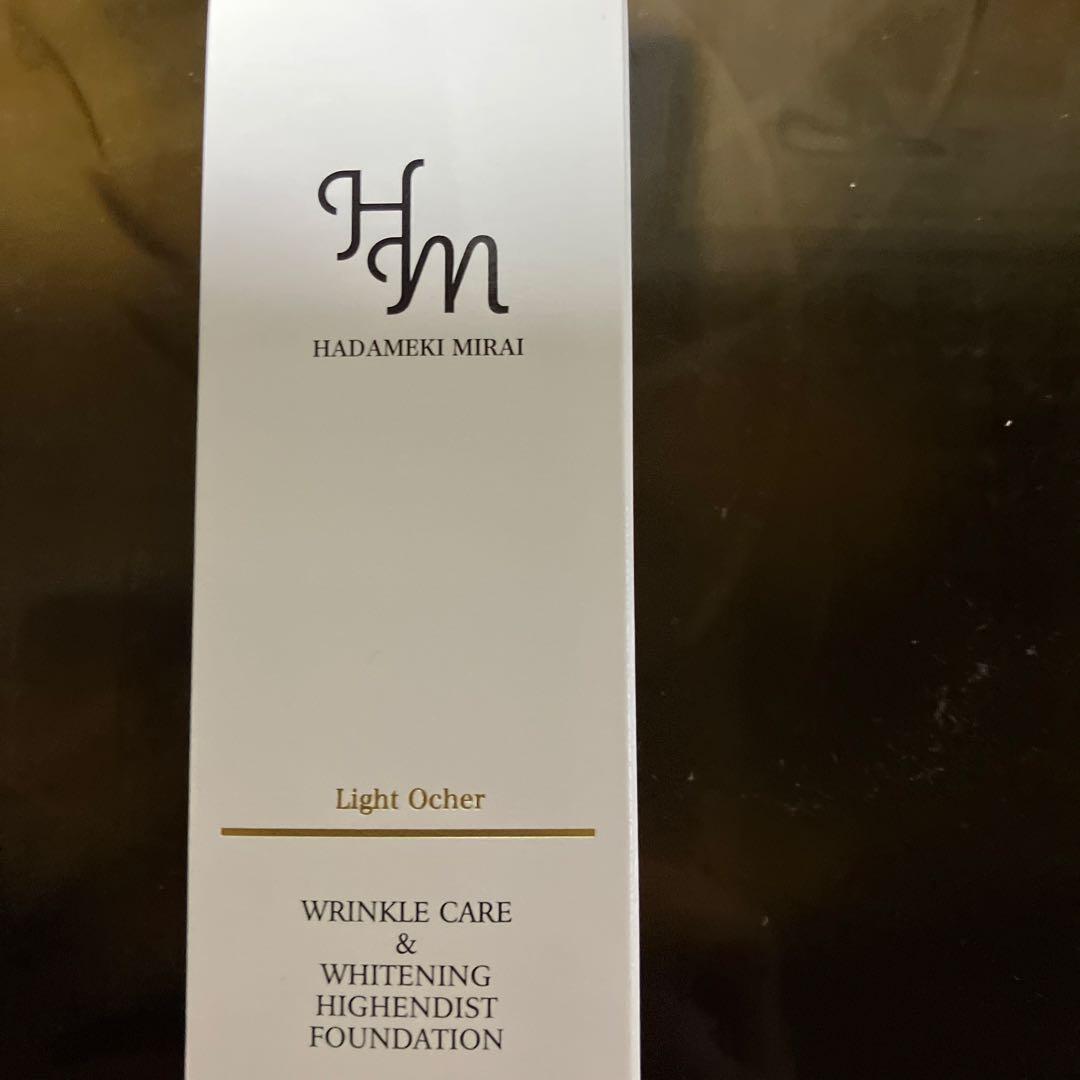 HM
HADAMEKI MIRAI
Light Ocher
WRINKLE CARE
&
WHITENING
HIGHENDIST
FOUNDATION